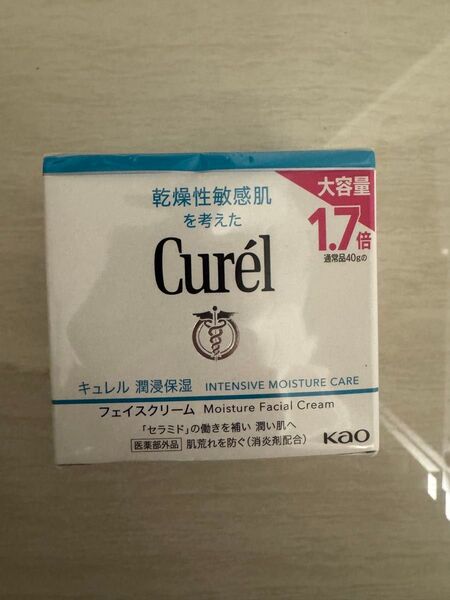 乾燥性敏感肌
を考えた
大容量
1.7倍
通常品40gの
Curél
キュレル 潤浸保湿 INTENSIVE MOISTURE CARE
フェイスクリーム Moisture Facial Cream
「セラミド」の働きを補い 潤い肌へ
医薬部外品 肌荒れを防ぐ(消炎剤配合)
Kao